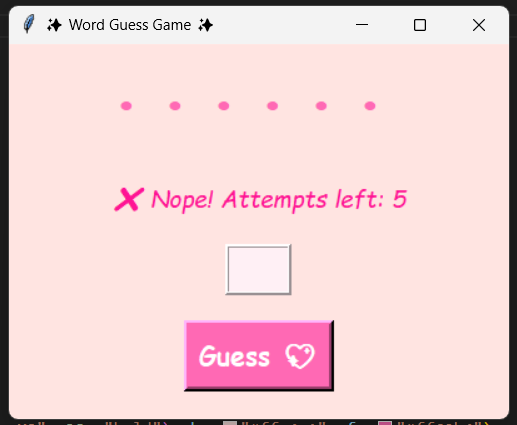 ✨ Word Guess Game ✨
• • • • • •
❌ Nope! Attempts left: 5
Guess 💘